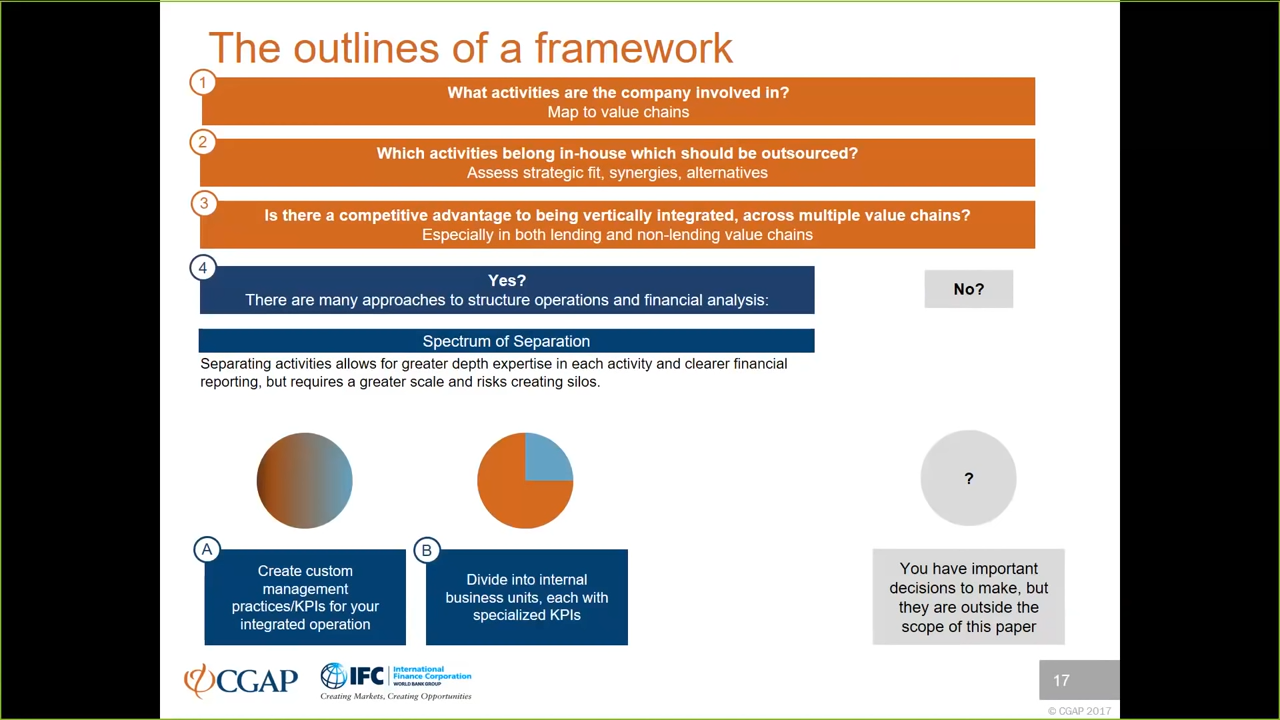 The outlines of a framework
1
What activities are the company involved in?
Map to value chains
2
Which activities belong in-house which should be outsourced?
Assess strategic fit, synergies, alternatives
3
Is there a competitive advantage to being vertically integrated, across multiple value chains?
Especially in both lending and non-lending value chains
4
Yes?
There are many approaches to structure operations and financial analysis:
No?
Spectrum of Separation
Separating activities allows for greater depth expertise in each activity and clearer financial
reporting, but requires a greater scale and risks creating silos.
?
A
Create custom
management
practices/KPIs for your
integrated operation
B
Divide into internal
business units, each with
specialized KPIs
You have important
decisions to make, but
they are outside the
scope of this paper
CGAP
IFC
International
Finance Corporation
WORLD BANK GROUP
Creating Markets, Creating Opportunities
17
© CGAP 2017